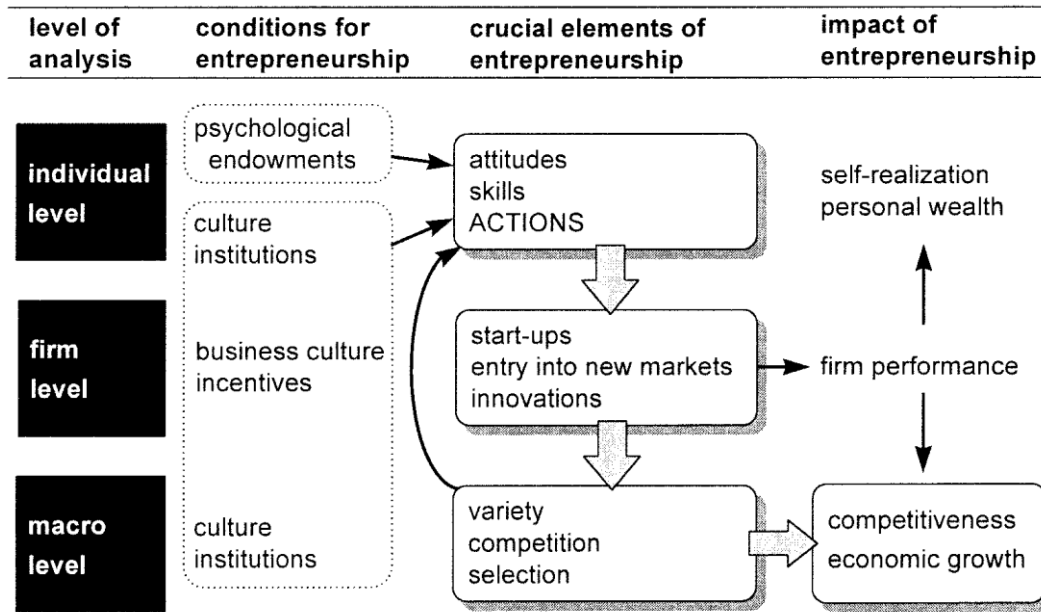 level of
analysis
conditions for
entrepreneurship
crucial elements of
entrepreneurship
impact of
entrepreneurship
individual
level
psychological
endowments
culture
institutions
attitudes
skills
ACTIONS
self-realization
personal wealth
firm
level
business culture
incentives
start-ups
entry into new markets
innovations
firm performance
macro
level
culture
institutions
variety
competition
selection
competitiveness
economic growth